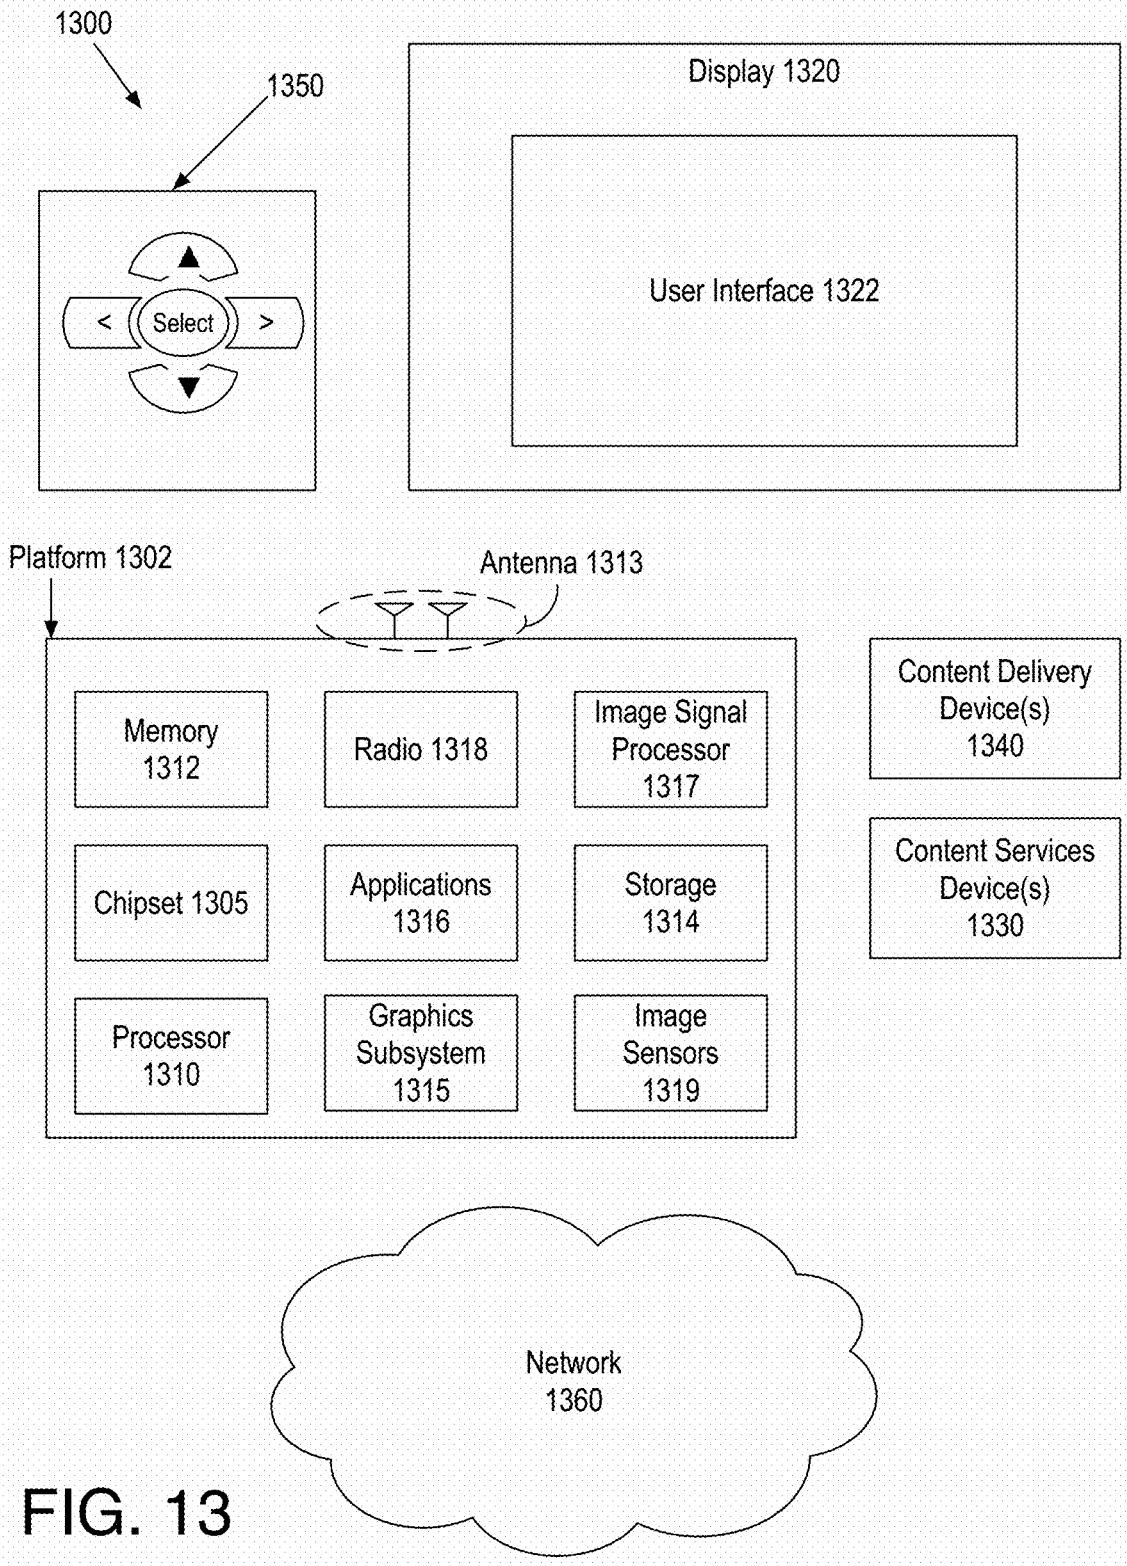 1300
1350
Display 1320
User Interface 1322
<
Select
>
Platform 1302
Antenna 1313
Memory
1312
Radio 1318
Image Signal
Processor
1317
Content Delivery
Device(s)
1340
Chipset 1305
Applications
1316
Storage
1314
Content Services
Device(s)
1330
Processor
1310
Graphics
Subsystem
1315
Image
Sensors
1319
Network
1360
FIG. 13